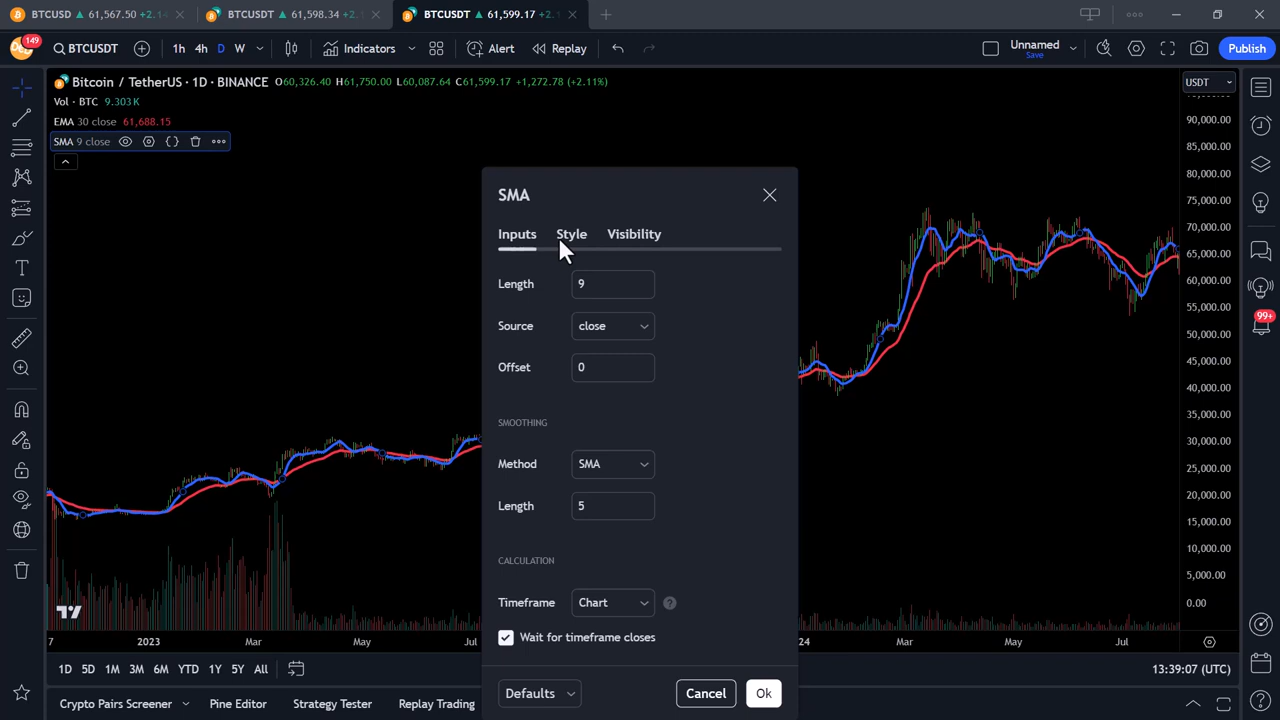 BTCUSD ▲ 61,567.50 +2.1
BTCUSDT ▲ 61,598.34 +2.
BTCUSDT ▲ 61,599.17 +2.
149
BTCUSDT
1h 4h D W
Indicators
Alert
Replay
Unnamed
Save
Publish
Bitcoin / TetherUS · 1D · BINANCE O60,326.40 H61,750.00 L60,087.64 C61,599.17 +1,272.78 (+2.11%)
USDT
Vol · BTC 9.303 K
EMA 30 close 61,688.15
SMA 9 close
90,000.00
85,000.00
80,000.00
75,000.00
70,000.00
65,000.00
60,000.00
55,000.00
50,000.00
45,000.00
40,000.00
35,000.00
30,000.00
25,000.00
20,000.00
15,000.00
10,000.00
5,000.00
0.00
99+
SMA
Inputs Style Visibility
Length 9
Source close
Offset 0
SMOOTHING
Method SMA
Length 5
CALCULATION
Timeframe Chart ?
Wait for timeframe closes
Defaults Cancel Ok
7 2023 Mar May Jul 24 Mar May Jul
1D 5D 1M 3M 6M YTD 1Y 5Y All
13:39:07 (UTC)
Crypto Pairs Screener Pine Editor Strategy Tester Replay Trading